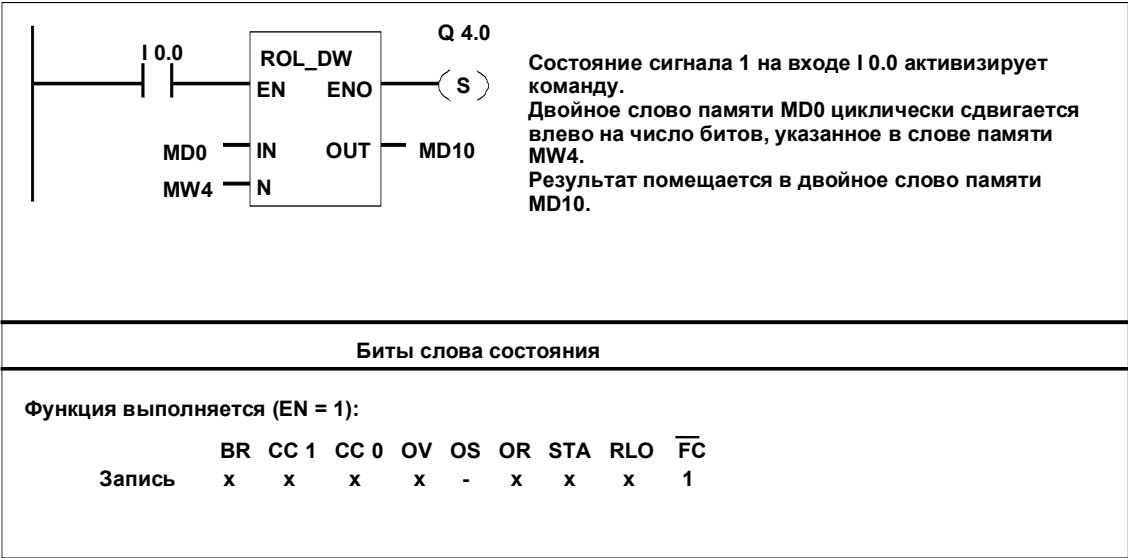 I 0.0
Q 4.0
ROL_DW
EN ENO
S
MD0 IN OUT MD10
MW4 N
Состояние сигнала 1 на входе I 0.0 активизирует
команду.
Двойное слово памяти MD0 циклически сдвигается
влево на число битов, указанное в слове памяти
MW4.
Результат помещается в двойное слово памяти
MD10.
Биты слова состояния
Функция выполняется (EN = 1):
BR CC 1 CC 0 OV OS OR STA RLO F̅C̅
Запись x x x x - x x x 1